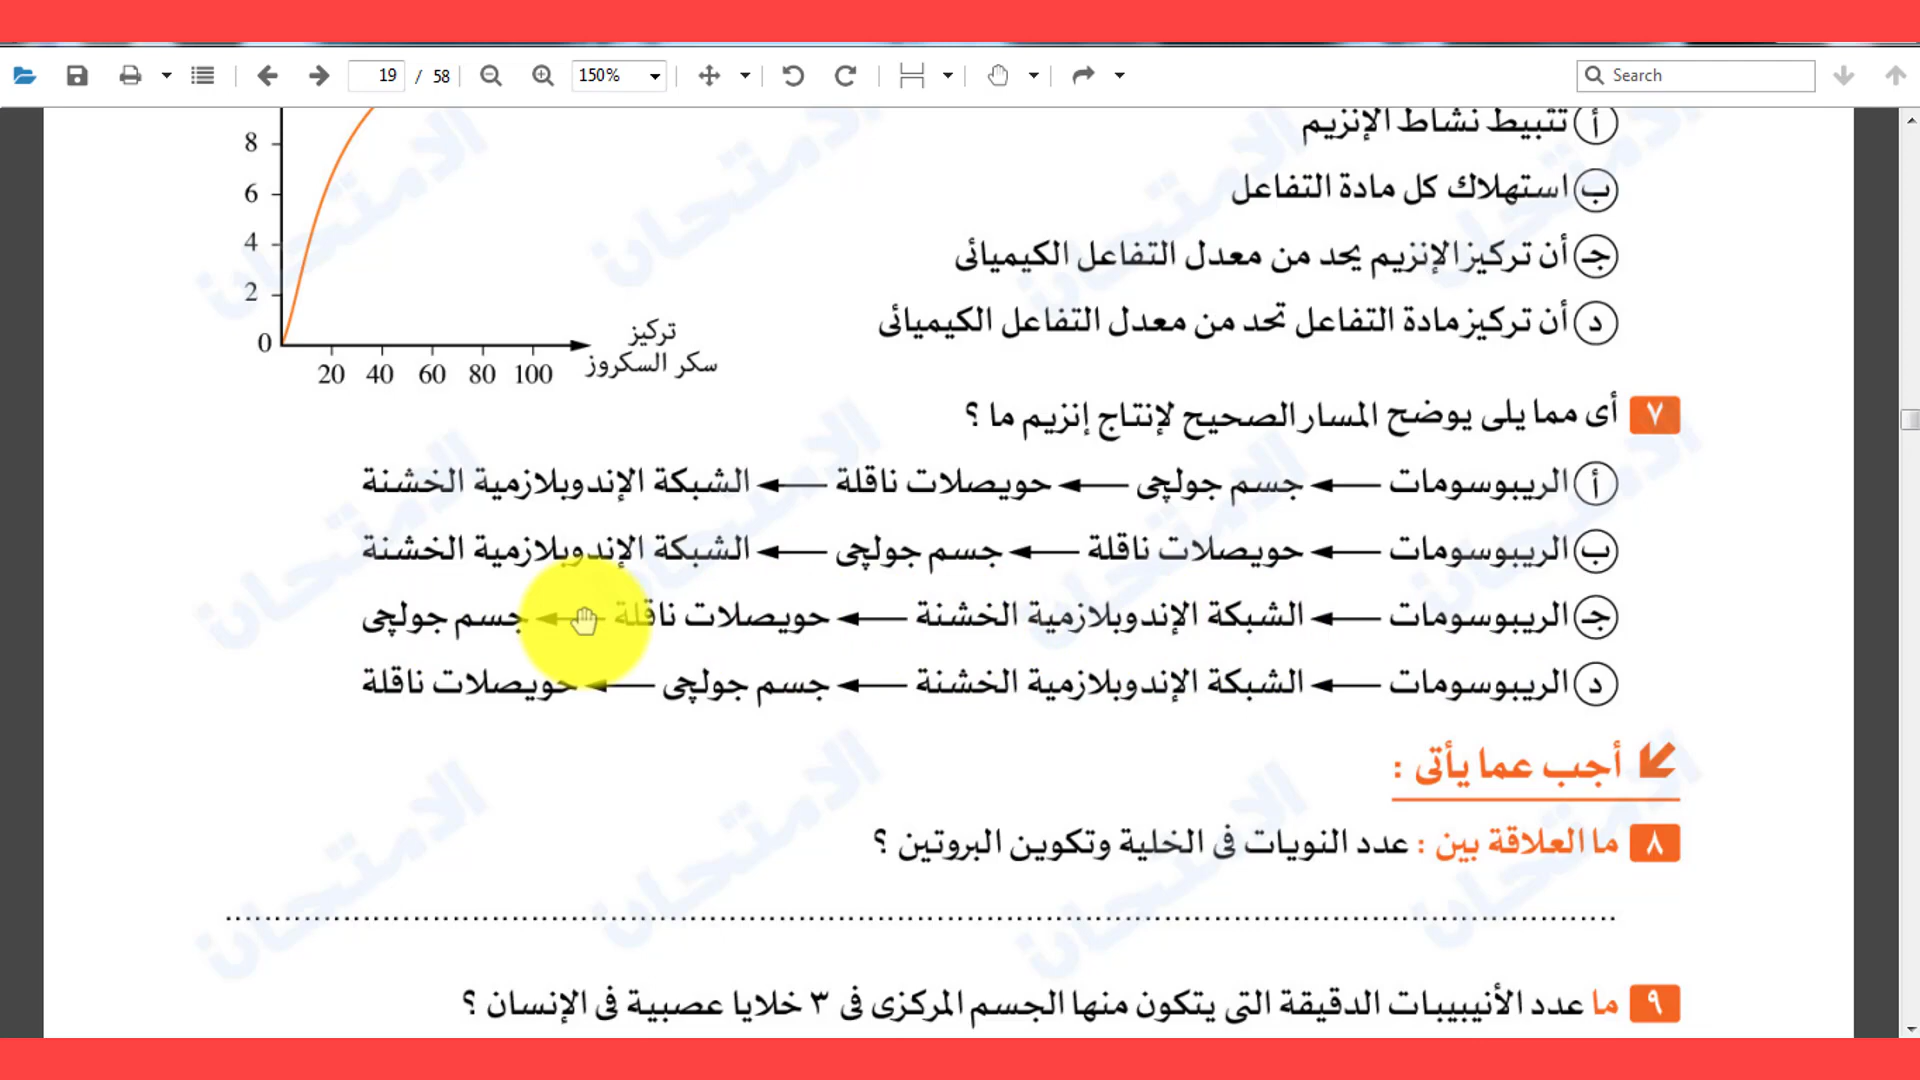 19 / 58
150%
Search
8
6
4
2
0
20 40 60 80 100
تركيز
سكر السكروز
أ تثبيط نشاط الإنزيم
ب استهلاك كل مادة التفاعل
جـ أن تركيز الإنزيم يحد من معدل التفاعل الكيميائى
د أن تركيز مادة التفاعل تحد من معدل التفاعل الكيميائى
٧ أى مما يلى يوضح المسار الصحيح لإنتاج إنزيم ما ؟
أ الريبوسومات ← جسم جولچى ← حويصلات ناقلة ← الشبكة الإندوبلازمية الخشنة
ب الريبوسومات ← حويصلات ناقلة ← جسم جولچى ← الشبكة الإندوبلازمية الخشنة
جـ الريبوسومات ← الشبكة الإندوبلازمية الخشنة ← حويصلات ناقلة ← جسم جولچى
د الريبوسومات ← الشبكة الإندوبلازمية الخشنة ← جسم جولچى ← حويصلات ناقلة
أجب عما يأتى :
٨ ما العلاقة بين : عدد النويات فى الخلية وتكوين البروتين ؟
٩ ما عدد الأنيبيبات الدقيقة التى يتكون منها الجسم المركزى فى ٣ خلايا عصبية فى الإنسان ؟
الامتحان